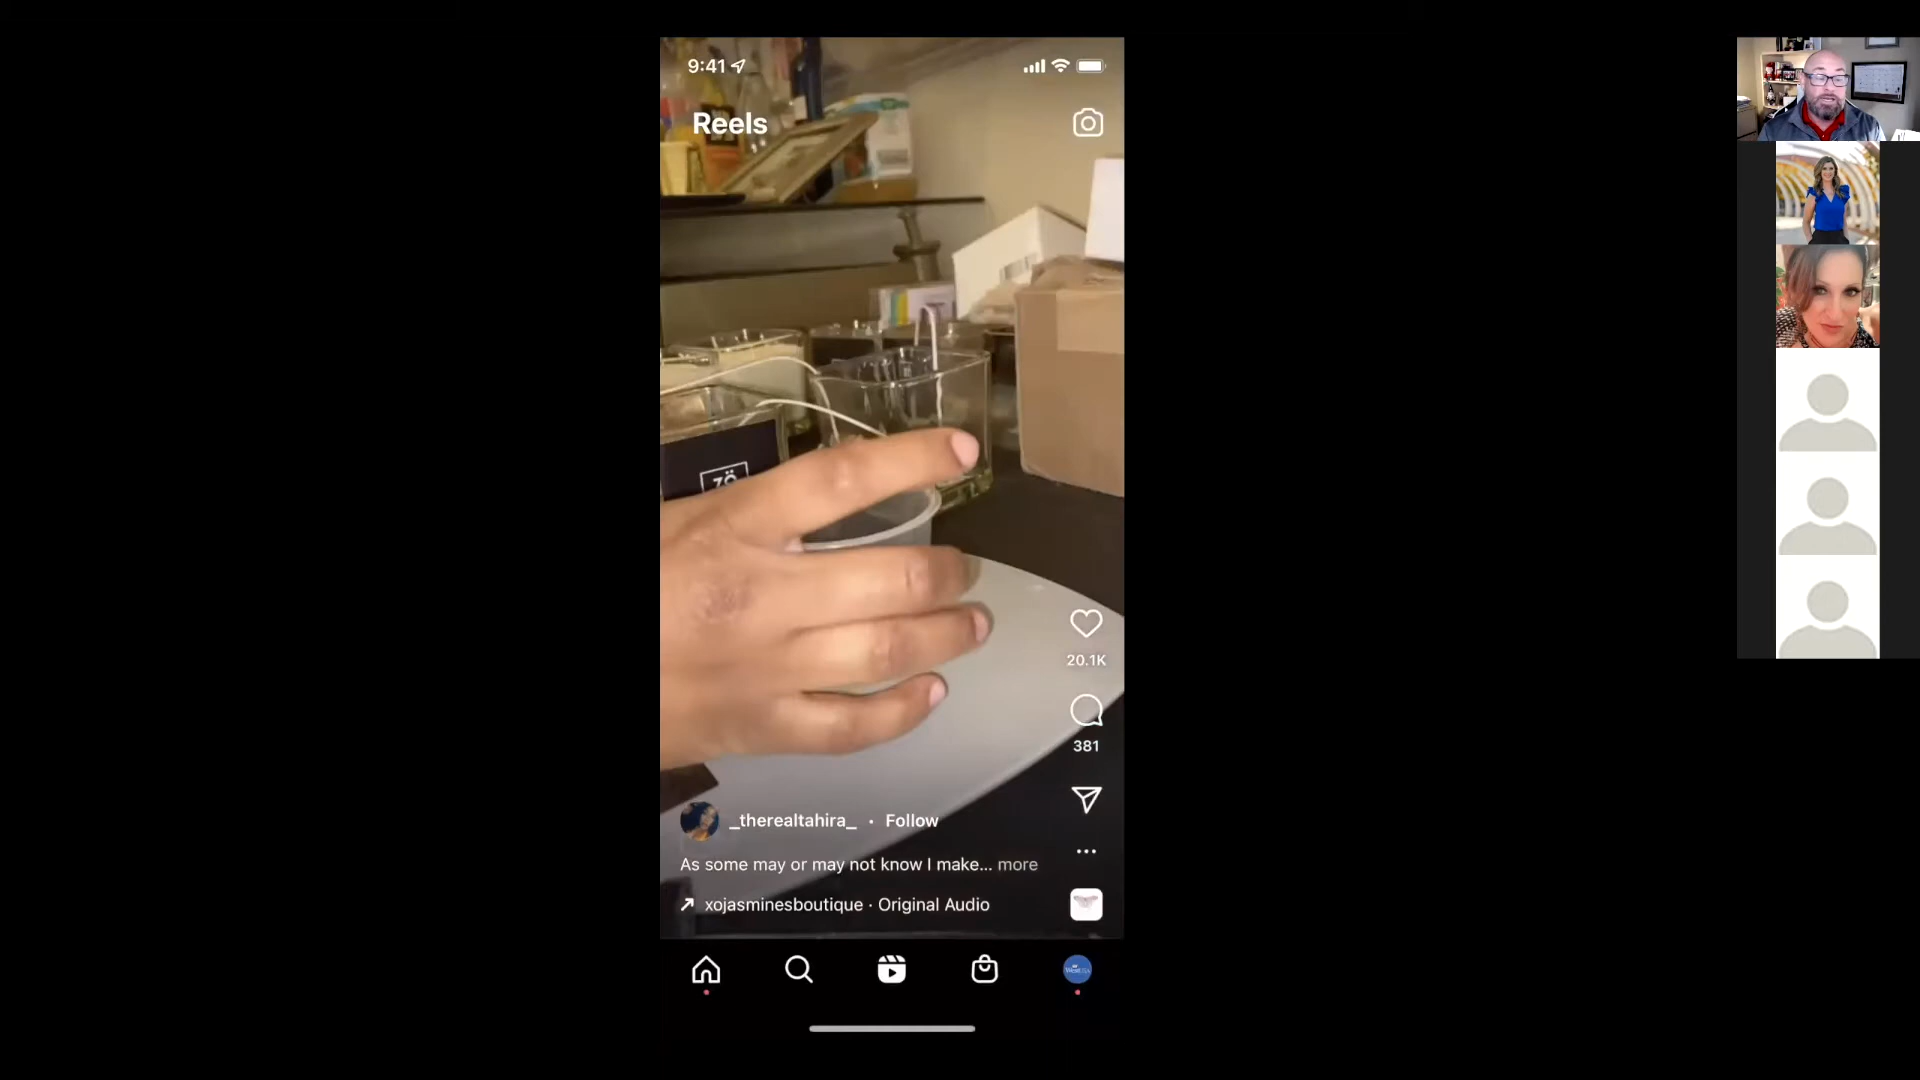 9:41
Reels
ZÖ
20.1K
381
_therealtahira_ · Follow
As some may or may not know I make... more
xojasminesboutique · Original Audio